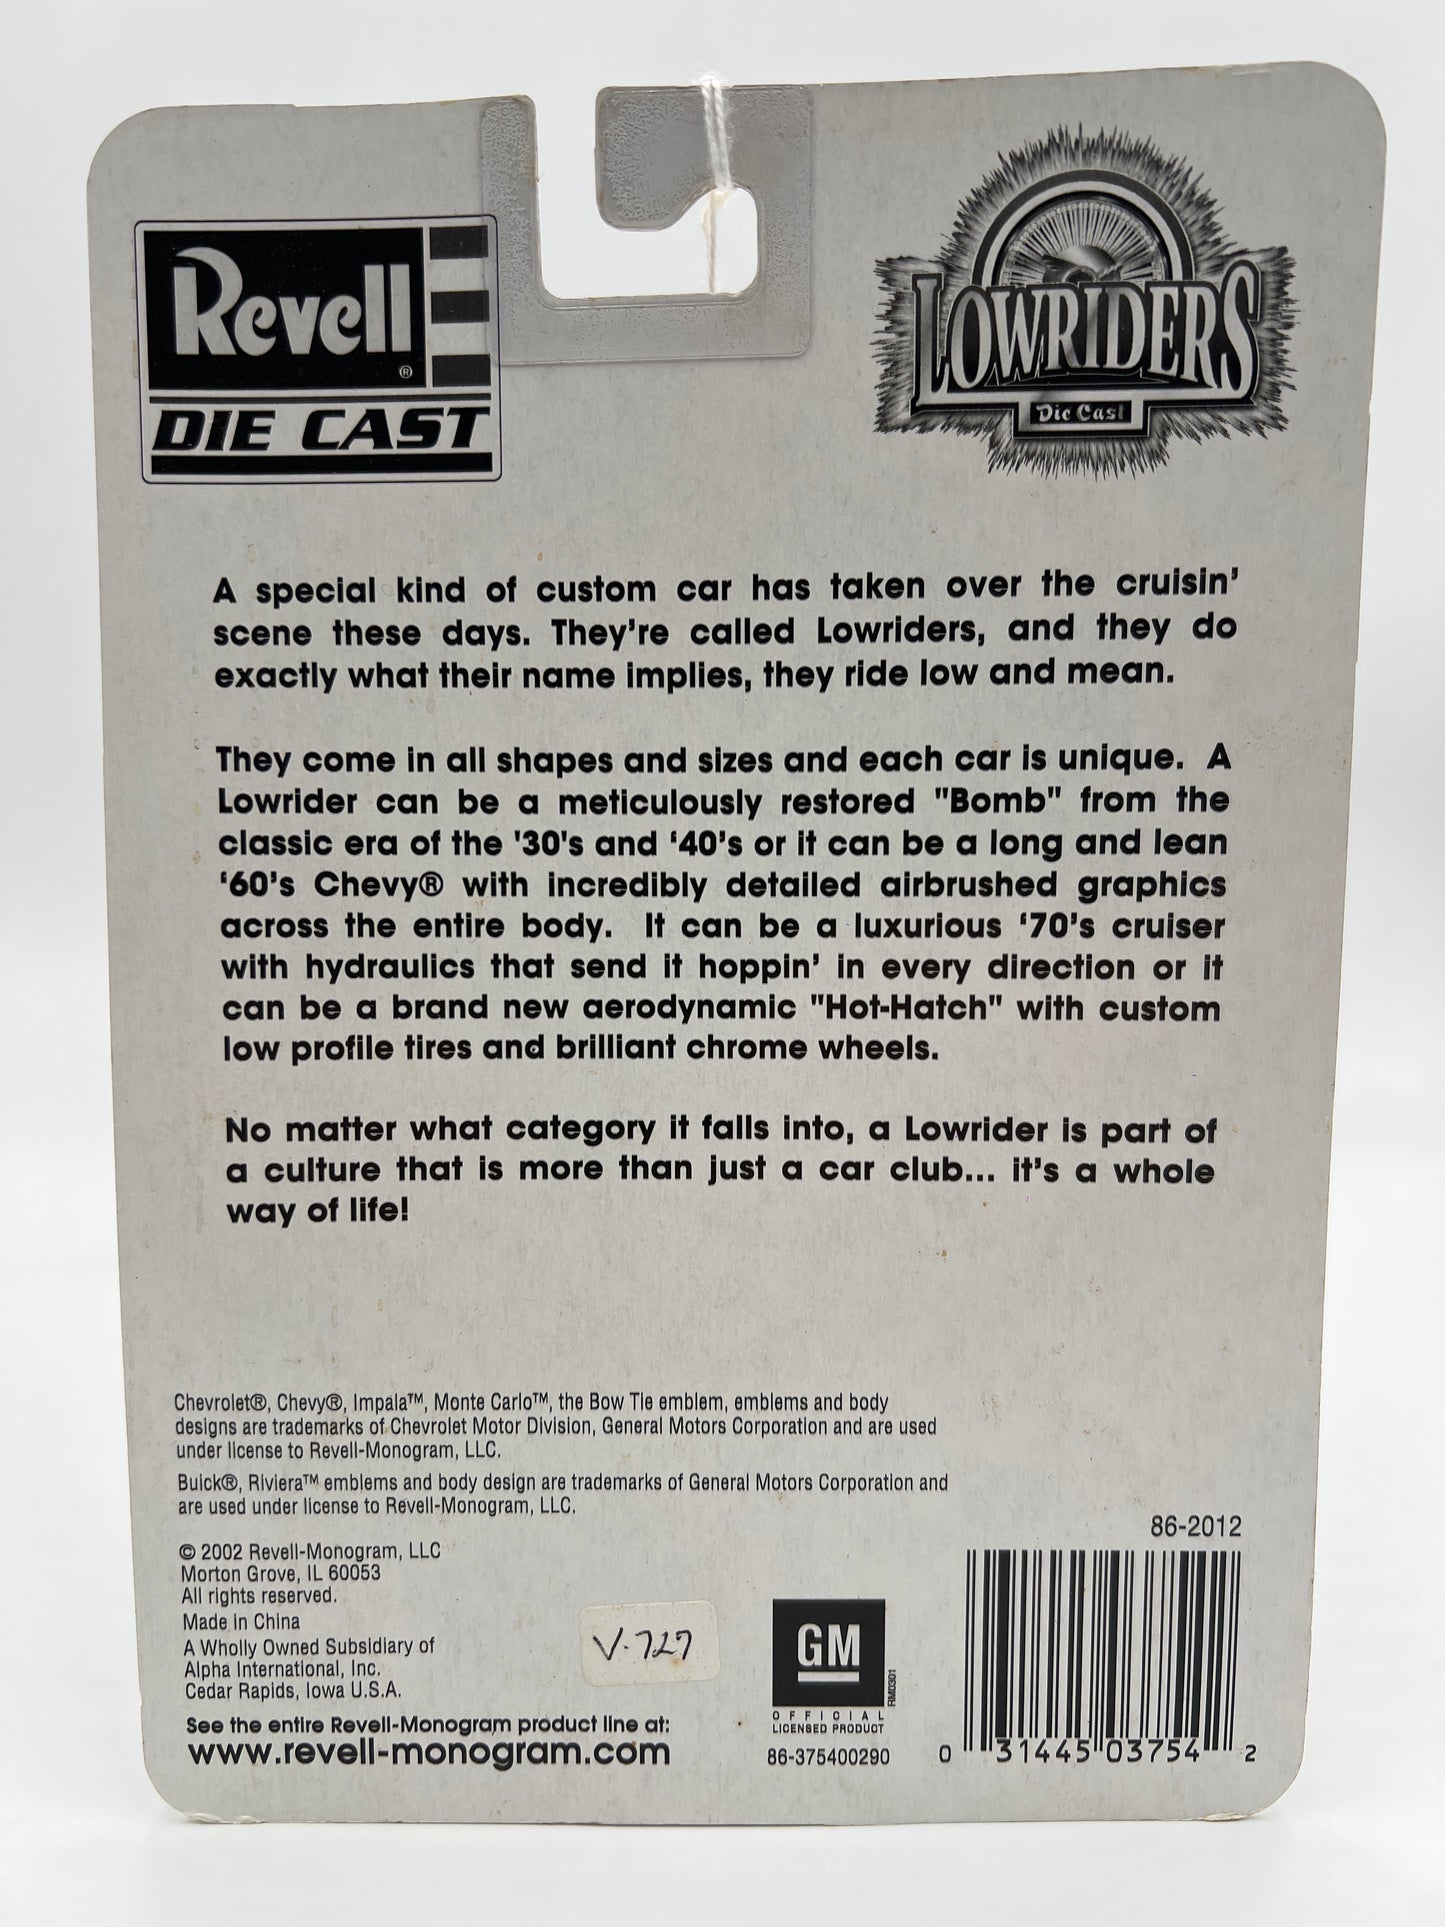 Revell®
DIE CAST
LOWRIDERS
Die Cast
A special kind of custom car has taken over the cruisin'
scene these days. They're called Lowriders, and they do
exactly what their name implies, they ride low and mean.
They come in all shapes and sizes and each car is unique. A
Lowrider can be a meticulously restored "Bomb" from the
classic era of the '30's and '40's or it can be a long and lean
'60's Chevy® with incredibly detailed airbrushed graphics
across the entire body. It can be a luxurious '70's cruiser
with hydraulics that send it hoppin' in every direction or it
can be a brand new aerodynamic "Hot-Hatch" with custom
low profile tires and brilliant chrome wheels.
No matter what category it falls into, a Lowrider is part of
a culture that is more than just a car club... it's a whole
way of life!
Chevrolet®, Chevy®, Impala™, Monte Carlo™, the Bow Tie emblem, emblems and body
designs are trademarks of Chevrolet Motor Division, General Motors Corporation and are used
under license to Revell-Monogram, LLC.
Buick®, Riviera™ emblems and body design are trademarks of General Motors Corporation and
are used under license to Revell-Monogram, LLC.
© 2002 Revell-Monogram, LLC
Morton Grove, IL 60053
All rights reserved.
Made in China
A Wholly Owned Subsidiary of
Alpha International, Inc.
Cedar Rapids, Iowa U.S.A.
See the entire Revell-Monogram product line at:
www.revell-monogram.com
V-727
GM
RM0301
OFFICIAL
LICENSED PRODUCT
86-375400290
86-2012
0 31445 03754 2